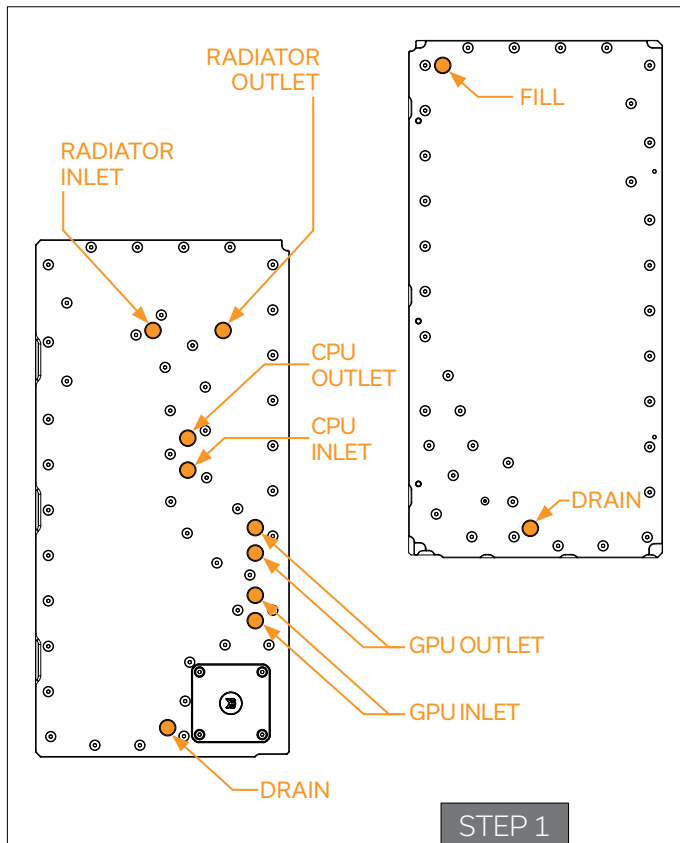 RADIATOR
OUTLET
FILL
RADIATOR
INLET
CPU
OUTLET
CPU
INLET
DRAIN
GPU OUTLET
GPU INLET
DRAIN
STEP 1